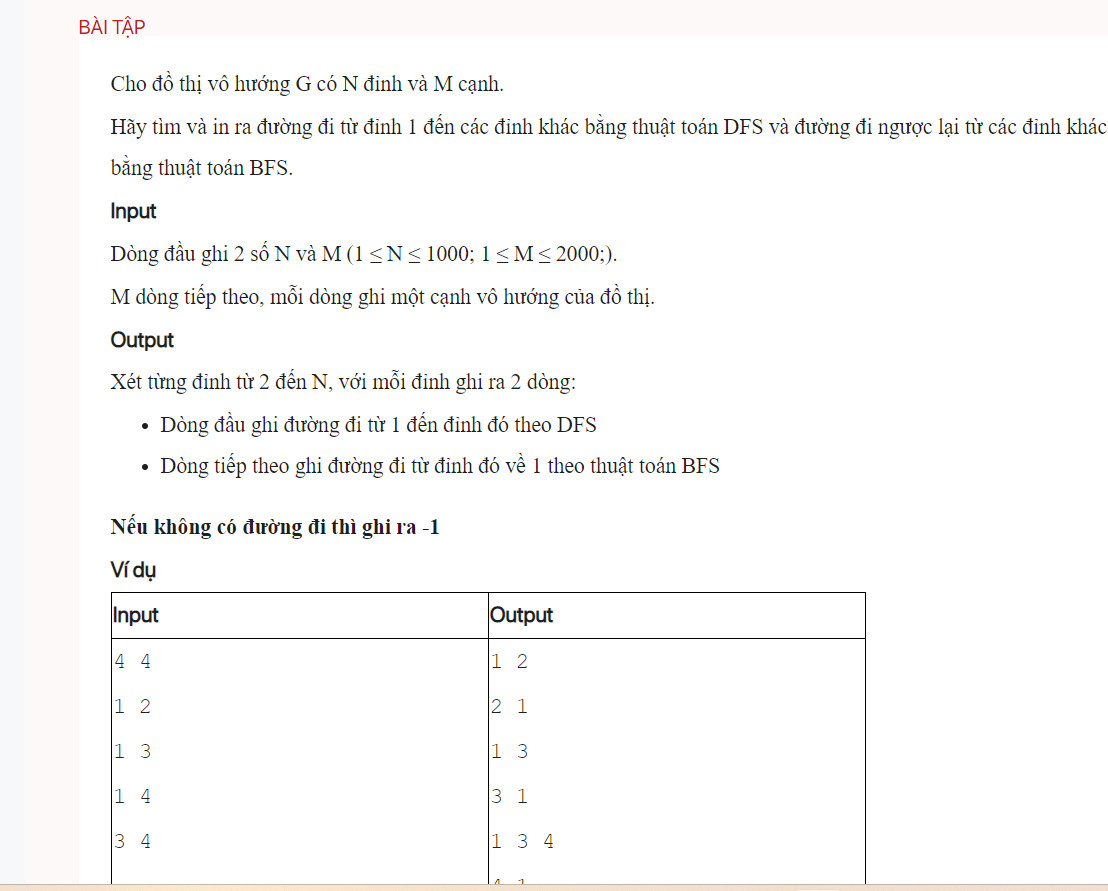 BÀI TẬP
Cho đồ thị vô hướng G có N đỉnh và M cạnh.
Hãy tìm và in ra đường đi từ đỉnh 1 đến các đỉnh khác bằng thuật toán DFS và đường đi ngược lại từ các đỉnh khác
bằng thuật toán BFS.
Input
Dòng đầu ghi 2 số N và M (1 ≤ N ≤ 1000; 1 ≤ M ≤ 2000;).
M dòng tiếp theo, mỗi dòng ghi một cạnh vô hướng của đồ thị.
Output
Xét từng đỉnh từ 2 đến N, với mỗi đỉnh ghi ra 2 dòng:
• Dòng đầu ghi đường đi từ 1 đến đỉnh đó theo DFS
• Dòng tiếp theo ghi đường đi từ đỉnh đó về 1 theo thuật toán BFS
Nếu không có đường đi thì ghi ra -1
Ví dụ
Input Output
4 4 1 2
1 2 2 1
1 3 1 3
1 4 3 1
3 4 1 3 4